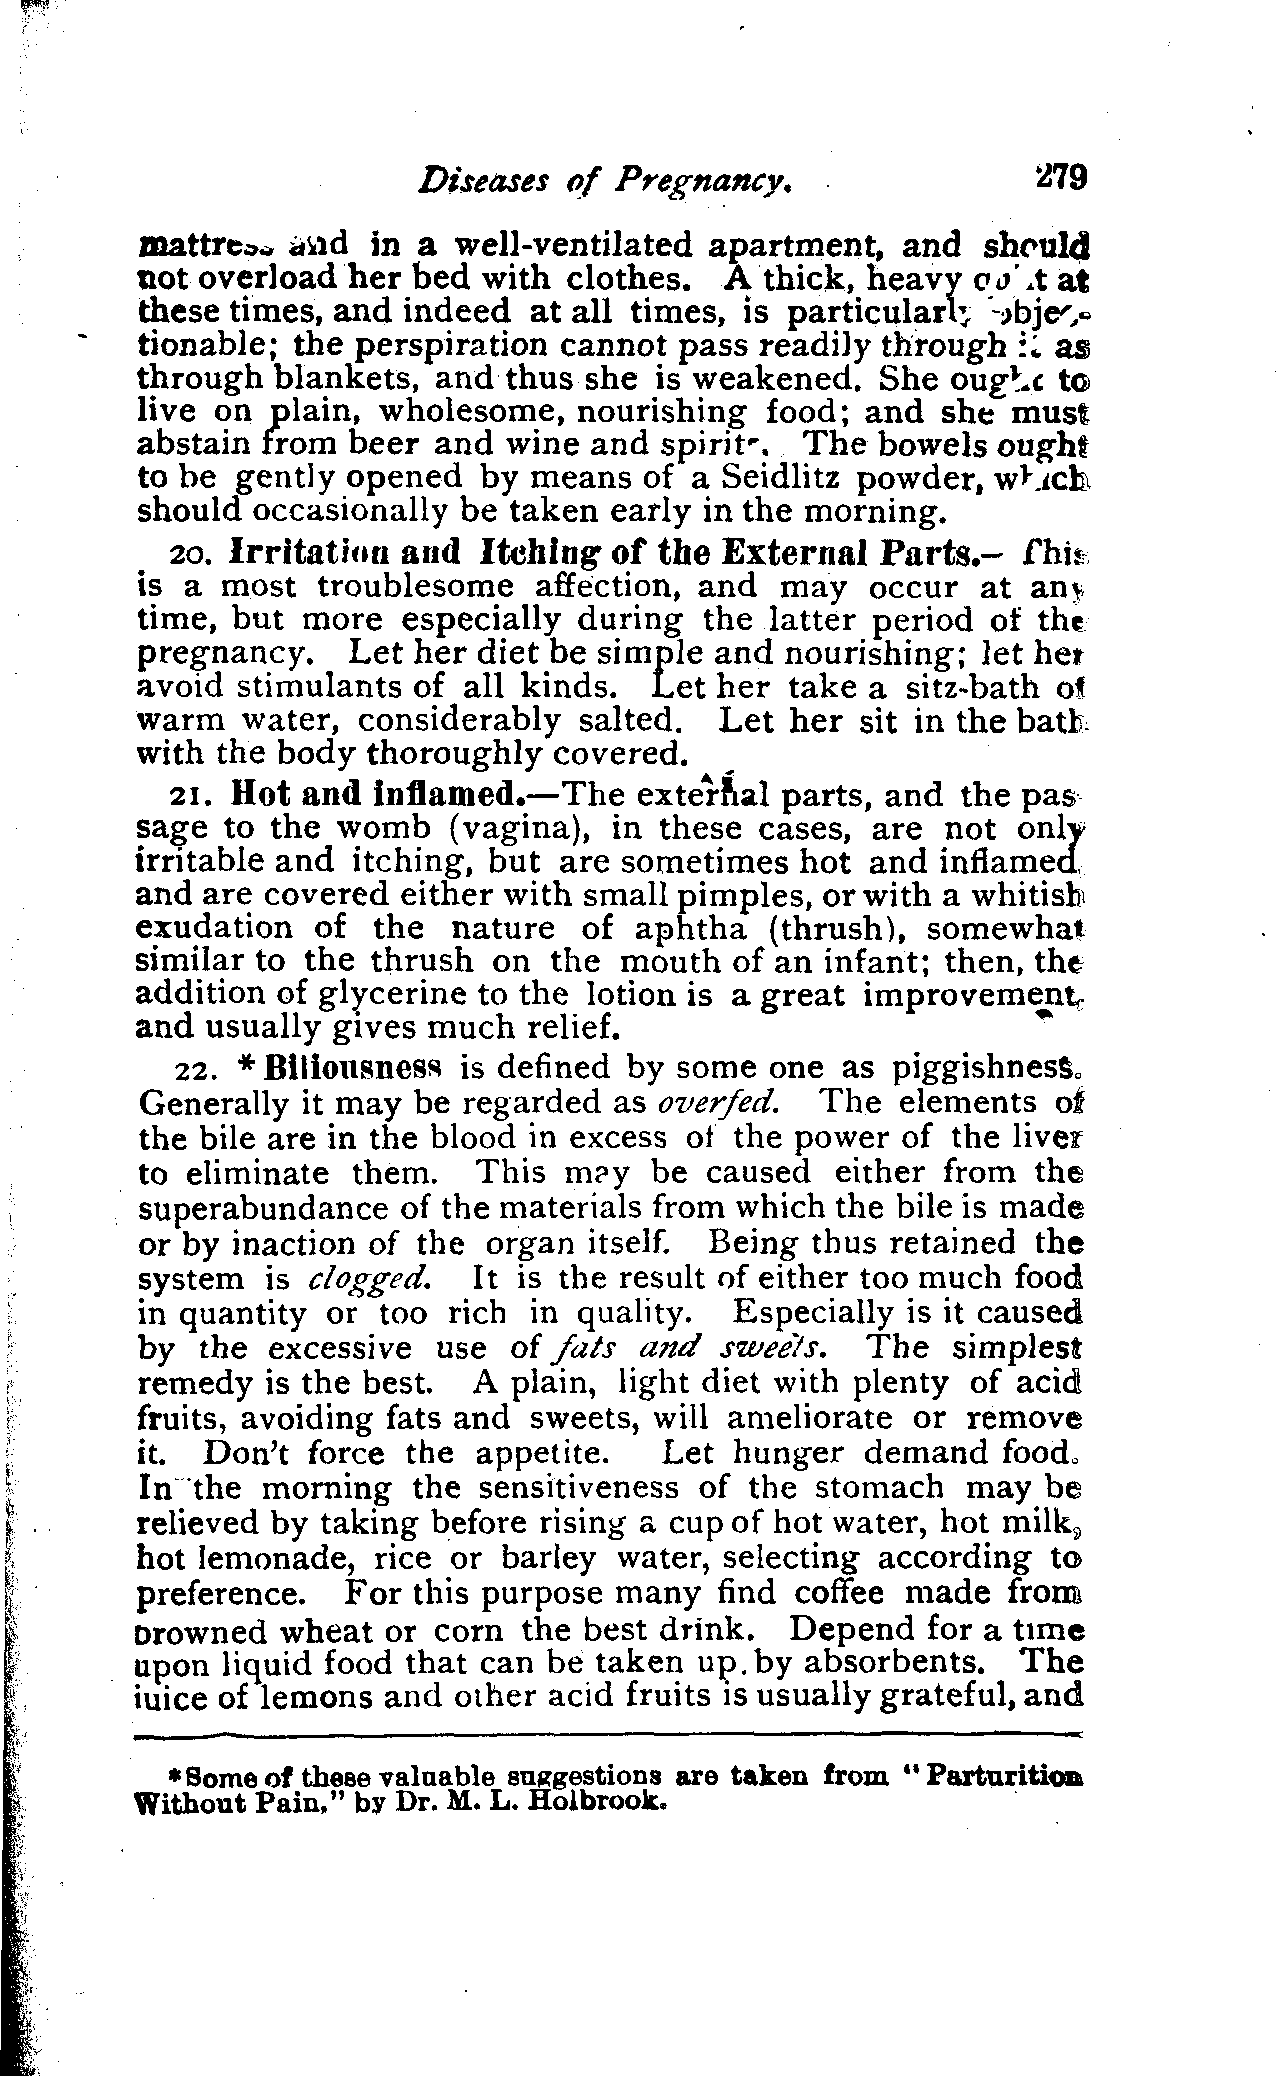 Diseases of Pregnancy. 279
mattress and in a well-ventilated apartment, and should
not overload her bed with clothes. A thick, heavy at
these times, and indeed at all times, is particularly objec-
tionable; the perspiration cannot pass readily through it as
through blankets, and thus she is weakened. She ought to
live on plain, wholesome, nourishing food; and she must
abstain from beer and wine and spirits. The bowels ought
to be gently opened by means of a Seidlitz powder, which
should occasionally be taken early in the morning.
20. Irritation and Itching of the External Parts.—This
is a most troublesome affection, and may occur at any
time, but more especially during the latter period of the
pregnancy. Let her diet be simple and nourishing; let her
avoid stimulants of all kinds. Let her take a sitz-bath of
warm water, considerably salted. Let her sit in the bath
with the body thoroughly covered.
21. Hot and inflamed.—The external parts, and the pas-
sage to the womb (vagina), in these cases, are not only
irritable and itching, but are sometimes hot and inflamed,
and are covered either with small pimples, or with a whitish
exudation of the nature of aphtha (thrush), somewhat
similar to the thrush on the mouth of an infant; then, the
addition of glycerine to the lotion is a great improvement,
and usually gives much relief.
22. *Biliousness is defined by some one as piggishness.
Generally it may be regarded as overfed. The elements of
the bile are in the blood in excess of the power of the liver
to eliminate them. This may be caused either from the
superabundance of the materials from which the bile is made
or by inaction of the organ itself. Being thus retained the
system is clogged. It is the result of either too much food
in quantity or too rich in quality. Especially is it caused
by the excessive use of fats and sweets. The simplest
remedy is the best. A plain, light diet with plenty of acid
fruits, avoiding fats and sweets, will ameliorate or remove
it. Don't force the appetite. Let hunger demand food.
In the morning the sensitiveness of the stomach may be
relieved by taking before rising a cup of hot water, hot milk,
hot lemonade, rice or barley water, selecting according to
preference. For this purpose many find coffee made from
browned wheat or corn the best drink. Depend for a time
upon liquid food that can be taken up by absorbents. The
juice of lemons and other acid fruits is usually grateful, and
*Some of these valuable suggestions are taken from "Parturition
Without Pain," by Dr. M. L. Holbrook.